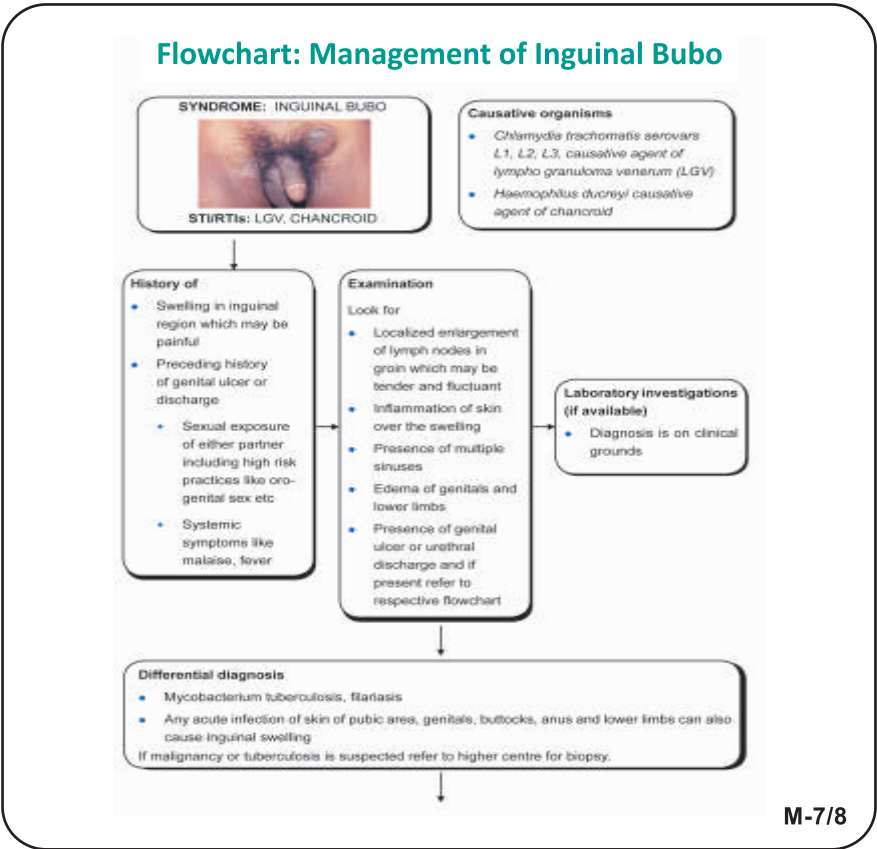 Flowchart: Management of Inguinal Bubo
SYNDROME: INGUINAL BUBO
STI/RTIs: LGV, CHANCROID
Causative organisms
Chlamydia trachomatis serovars
L1, L2, L3, causative agent of
lympho granuloma venerum (LGV)
Haemophilus ducreyi causative
agent of chancroid
History of
Swelling in inguinal
region which may be
painful
Preceding history
of genital ulcer or
discharge
Sexual exposure
of either partner
including high risk
practices like oro-
genital sex etc
Systemic
symptoms like
malaise, fever
Examination
Look for
Localized enlargement
of lymph nodes in
groin which may be
tender and fluctuant
Inflammation of skin
over the swelling
Presence of multiple
sinuses
Edema of genitals and
lower limbs
Presence of genital
ulcer or urethral
discharge and if
present refer to
respective flowchart
Laboratory investigations
(if available)
Diagnosis is on clinical
grounds
Differential diagnosis
Mycobacterium tuberculosis, filariasis
Any acute infection of skin of pubic area, genitals, buttocks, anus and lower limbs can also
cause inguinal swelling
If malignancy or tuberculosis is suspected refer to higher centre for biopsy.
M-7/8